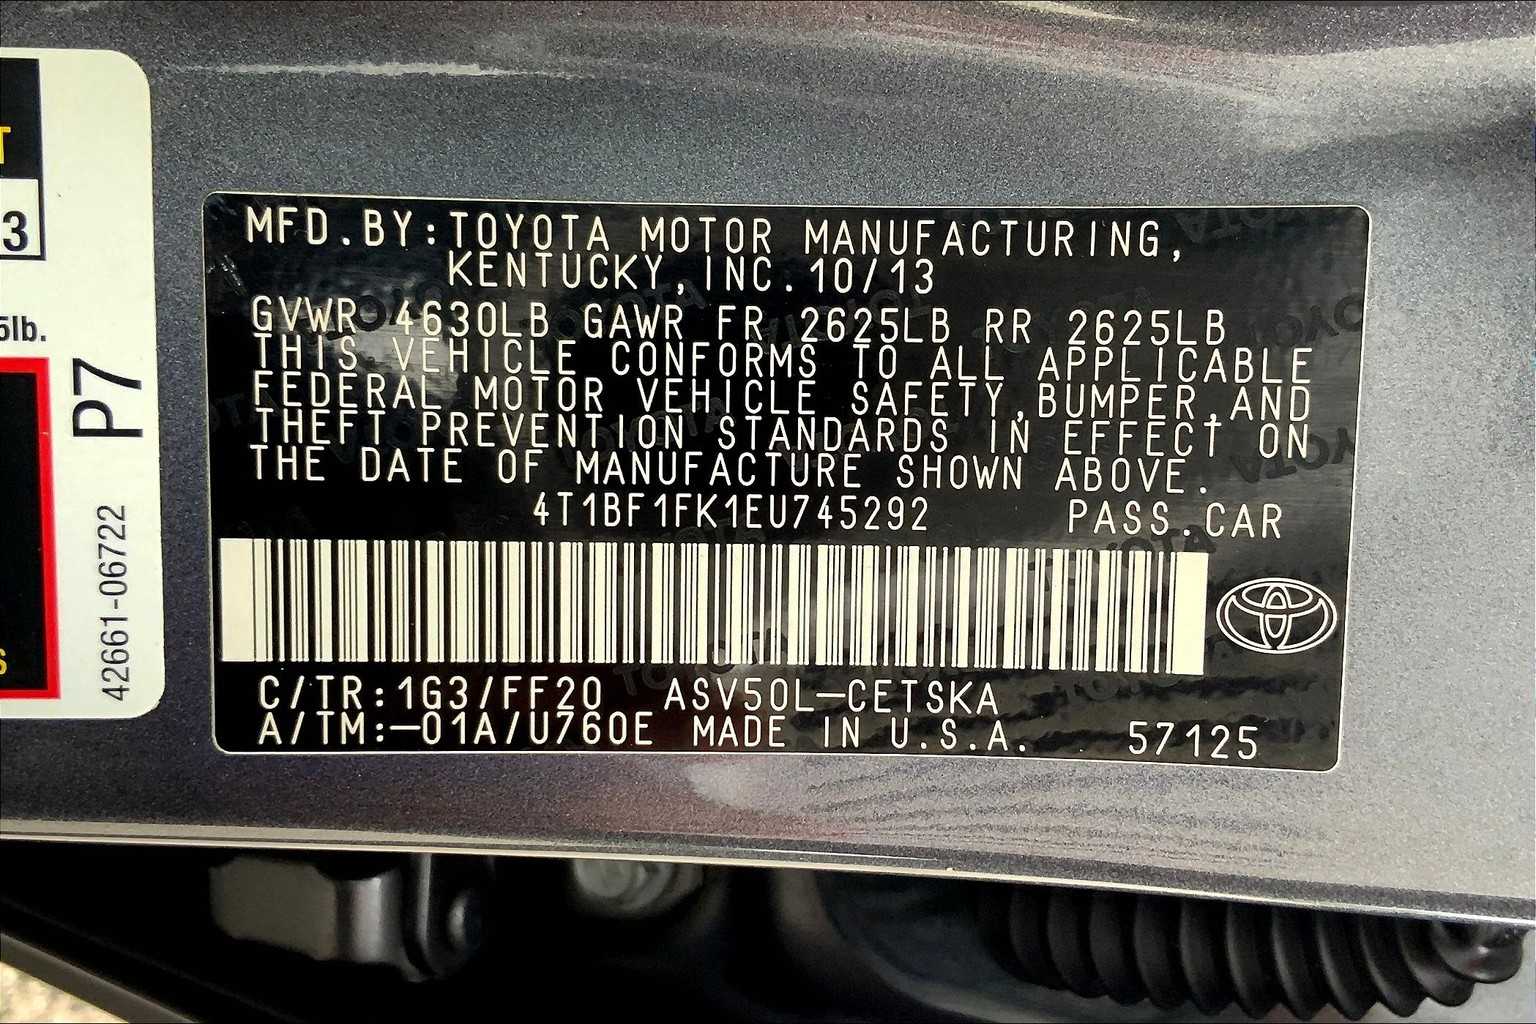 T
3
5lb.
P7
42661-06722
S
MFD.BY:TOYOTA MOTOR MANUFACTURING,
KENTUCKY,INC.10/13
GVWR 4630LB GAWR FR 2625LB RR 2625LB
THIS VEHICLE CONFORMS TO ALL APPLICABLE
FEDERAL MOTOR VEHICLE SAFETY,BUMPER,AND
THEFT PREVENTION STANDARDS IN EFFECT ON
THE DATE OF MANUFACTURE SHOWN ABOVE.
4T1BF1FK1EU745292 PASS.CAR
C/TR:1G3/FF20 ASV50L-CETSKA
A/TM:-01A/U760E MADE IN U.S.A. 57125